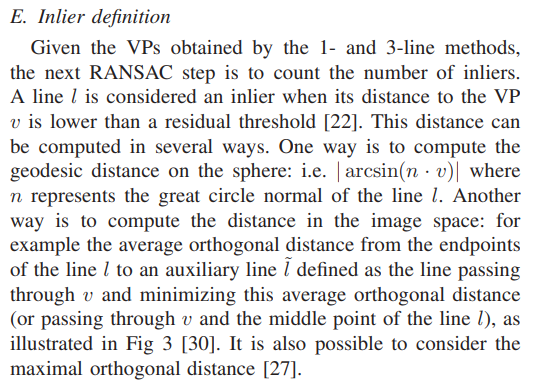 E. Inlier definition
Given the VPs obtained by the 1- and 3-line methods,
the next RANSAC step is to count the number of inliers.
A line l is considered an inlier when its distance to the VP
v is lower than a residual threshold [22]. This distance can
be computed in several ways. One way is to compute the
geodesic distance on the sphere: i.e. | arcsin(n · v)| where
n represents the great circle normal of the line l. Another
way is to compute the distance in the image space: for
example the average orthogonal distance from the endpoints
of the line l to an auxiliary line l̃ defined as the line passing
through v and minimizing this average orthogonal distance
(or passing through v and the middle point of the line l), as
illustrated in Fig 3 [30]. It is also possible to consider the
maximal orthogonal distance [27].